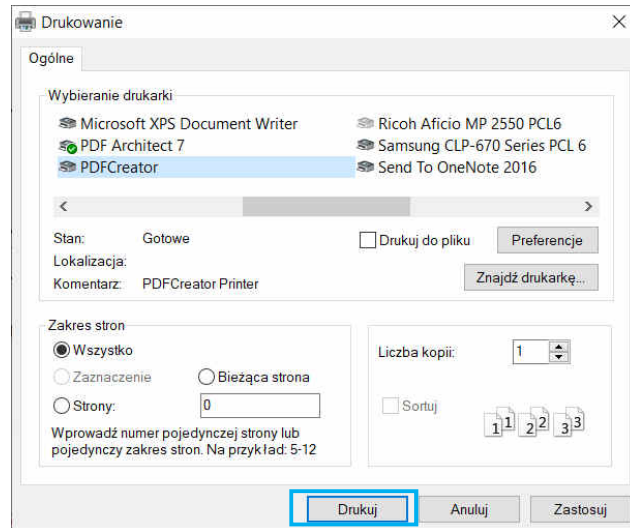 Drukowanie
Ogólne
Wybieranie drukarki
Microsoft XPS Document Writer
Ricoh Aficio MP 2550 PCL6
PDF Architect 7
Samsung CLP-670 Series PCL 6
PDFCreator
Send To OneNote 2016
Stan: Gotowe
Drukuj do pliku
Preferencje
Lokalizacja:
Komentarz: PDFCreator Printer
Znajdź drukarkę...
Zakres stron
Wszystko
Zaznaczenie
Bieżąca strona
Strony: 0
Wprowadź numer pojedynczej strony lub
pojedynczy zakres stron. Na przykład: 5-12
Liczba kopii: 1
Sortuj
1 1 2 2 3 3
Drukuj
Anuluj
Zastosuj